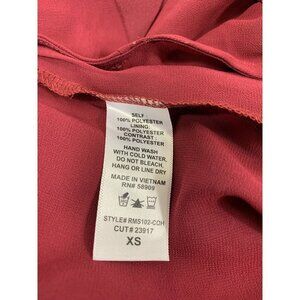 SELF:
100% POLYESTER
LINING:
100% POLYESTER
CONTRAST:
100% POLYESTER
HAND WASH
WITH COLD WATER.
DO NOT BLEACH.
HANG OR LINE DRY
MADE IN VIETNAM
RN# 58909
STYLE# RMS102-COH
CUT# 23917
XS